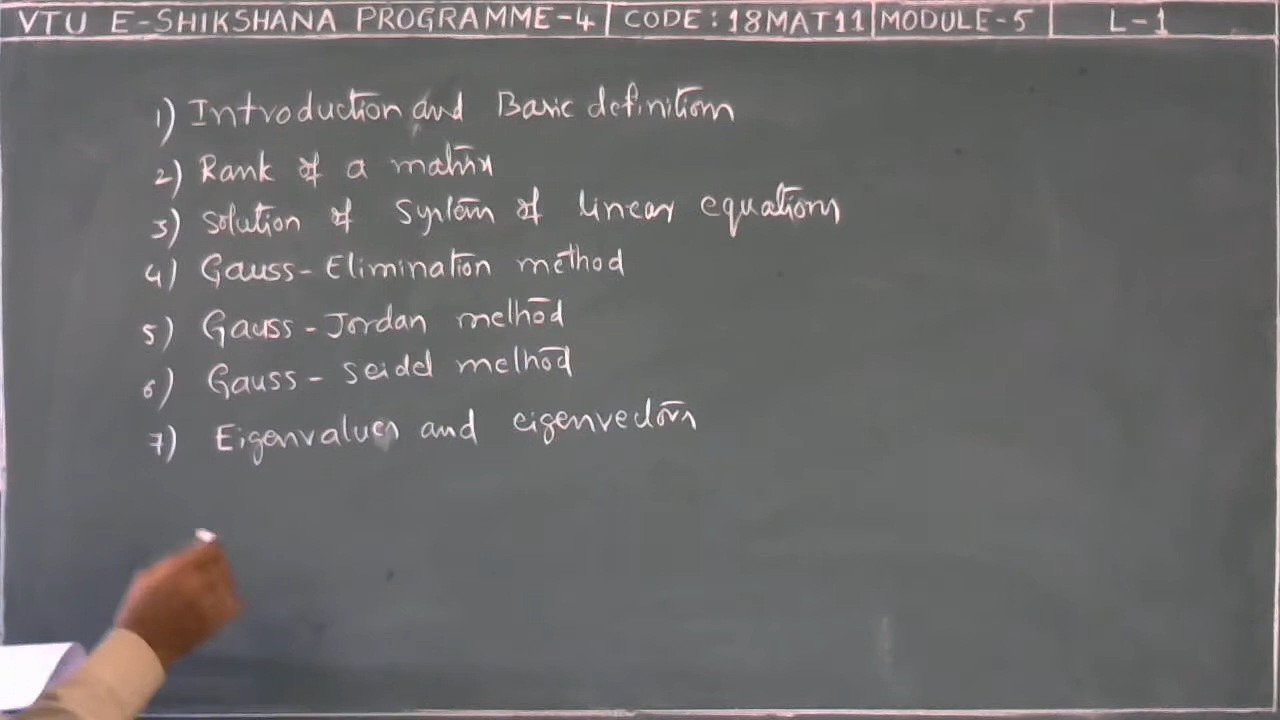 VTU E-SHIKSHANA PROGRAMME-4 CODE: 18MAT11 MODULE-5 L-1
1) Introduction and Basic definitions
2) Rank of a matrix
3) Solution of System of linear equations
4) Gauss-Elimination method
5) Gauss-Jordan method
6) Gauss-Seidel method
7) Eigenvalues and eigenvectors